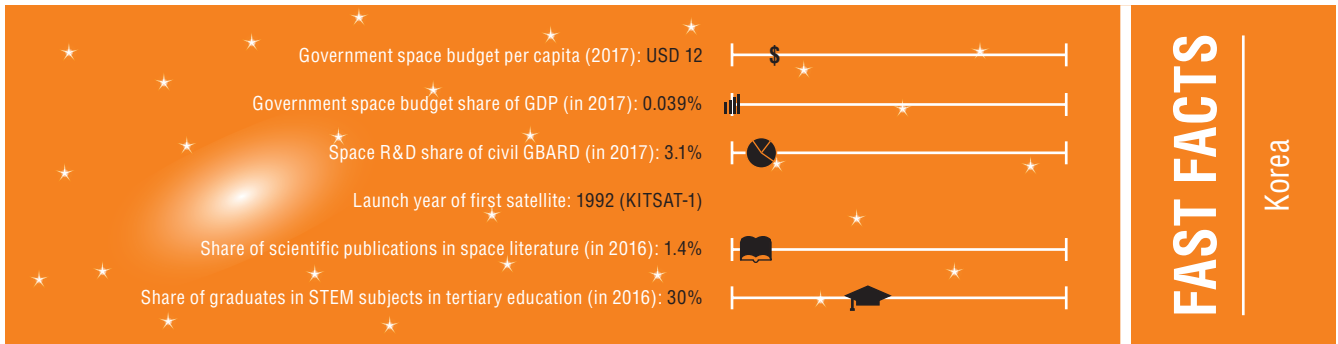 Government space budget per capita (2017): USD 12
$
Government space budget share of GDP (in 2017): 0.039%
Space R&D share of civil GBARD (in 2017): 3.1%
Launch year of first satellite: 1992 (KITSAT-1)
Share of scientific publications in space literature (in 2016): 1.4%
Share of graduates in STEM subjects in tertiary education (in 2016): 30%
FAST FACTS
Korea